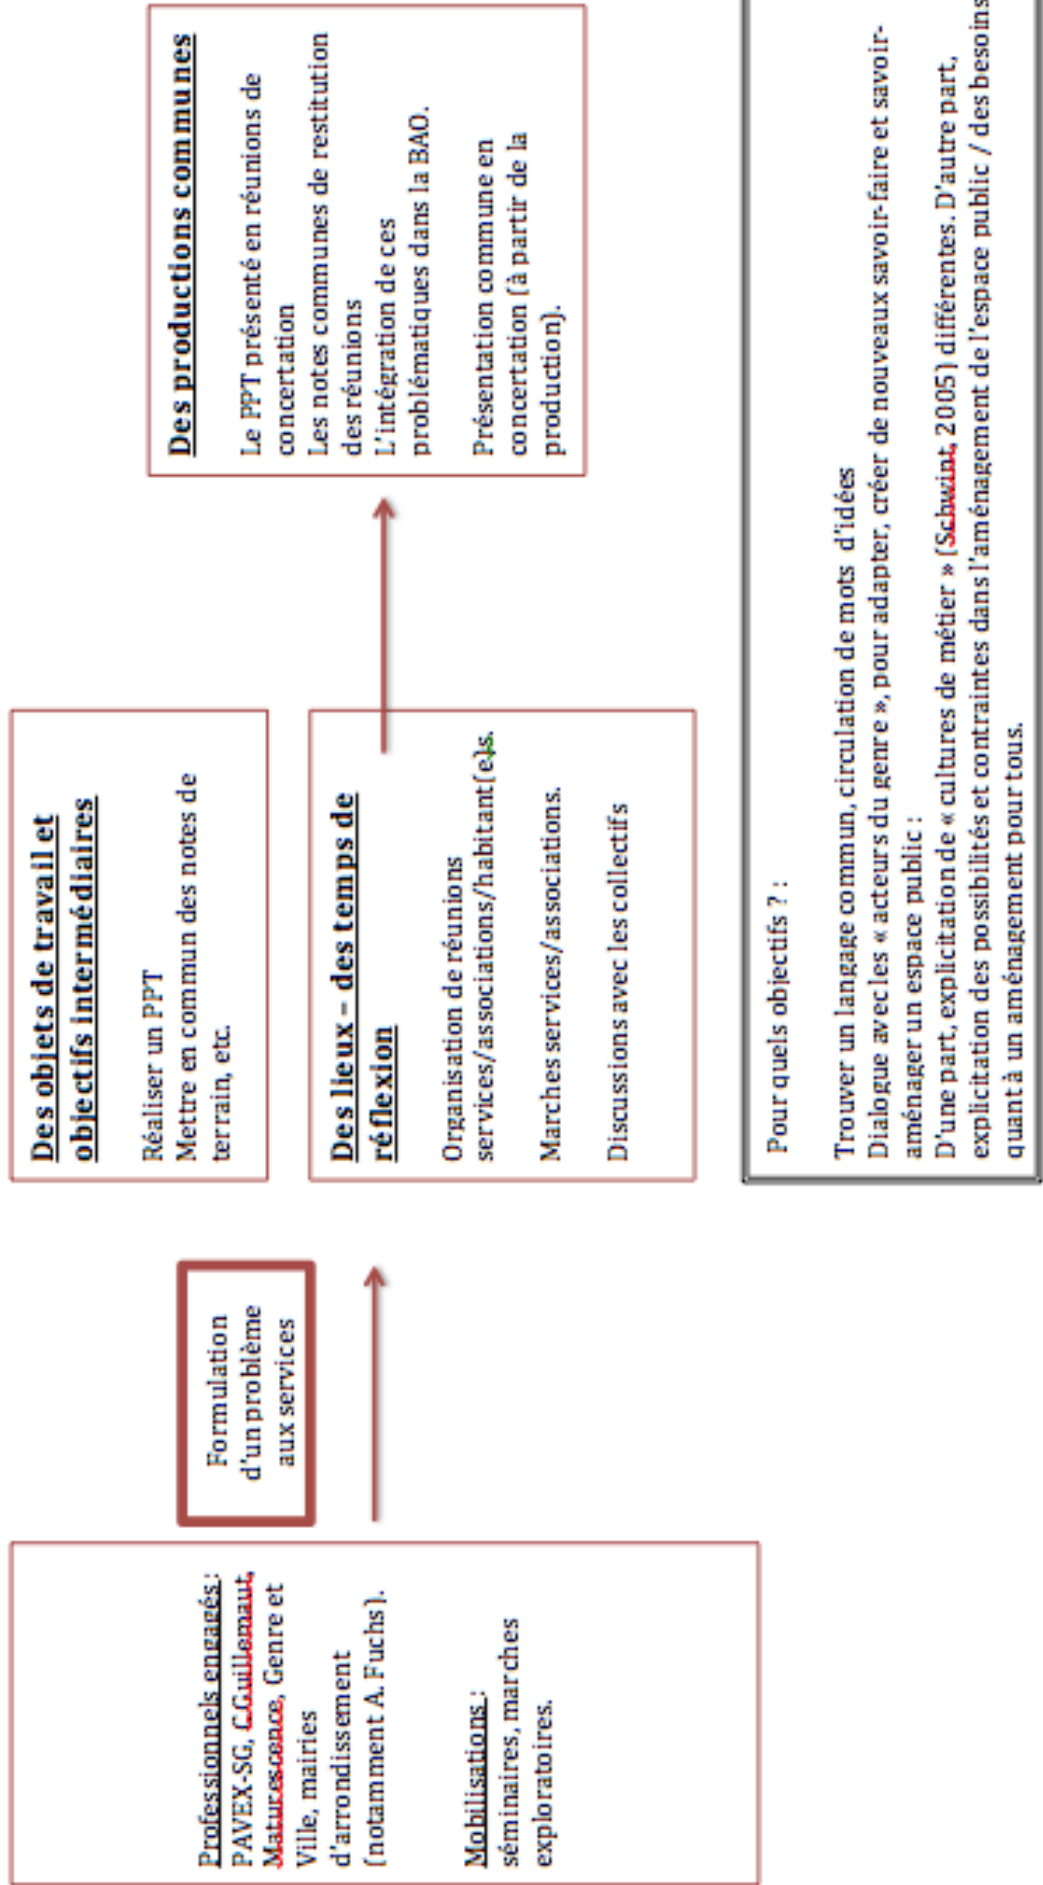 Professionnels engagés :
PAVEX-SG, C.Guillemaut,
Maturescence, Genre et
Ville, mairies
d'arrondissement
(notamment A. Fuchs).
Mobilisations :
séminaires, marches
exploratoires.
Formulation
d'un problème
aux services
Des objets de travail et
objectifs intermédiaires
Réaliser un PPT
Mettre en commun des notes de
terrain, etc.
Des lieux – des temps de
réflexion
Organisation de réunions
services/associations/habitant(e)s.
Marches services/associations.
Discussions avec les collectifs
Des productions communes
Le PPT présenté en réunions de
concertation
Les notes communes de restitution
des réunions
L'intégration de ces
problématiques dans la BAO.
Présentation commune en
concertation (à partir de la
production).
Pour quels objectifs ? :
Trouver un langage commun, circulation de mots d'idées
Dialogue avec les « acteurs du genre », pour adapter, créer de nouveaux savoir-faire et savoir-
aménager un espace public :
D'une part, explicitation de « cultures de métier » (Schwint, 2005) différentes. D'autre part,
explicitation des possibilités et contraintes dans l'aménagement de l'espace public / des besoins
quant à un aménagement pour tous.